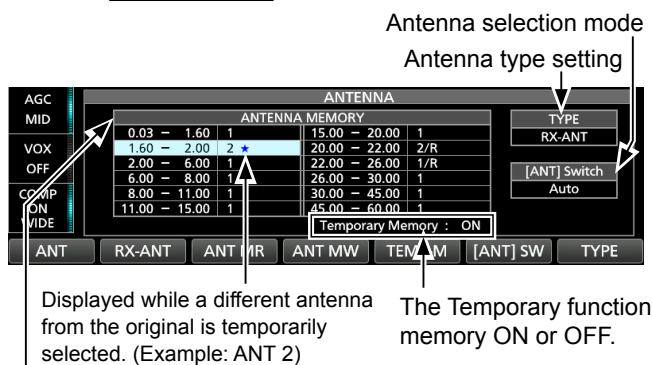 Antenna selection mode
Antenna type setting
ANTENNA
AGC
MID
VOX
OFF
COMP
ON
WIDE
ANTENNA MEMORY
0.03 – 1.60 1
1.60 – 2.00 2 ★
2.00 – 6.00 1
6.00 – 8.00 1
8.00 – 11.00 1
11.00 – 15.00 1
15.00 – 20.00 1
20.00 – 22.00 2/R
22.00 – 26.00 1/R
26.00 – 30.00 1
30.00 – 45.00 1
45.00 – 60.00 1
Temporary Memory : ON
TYPE
RX-ANT
[ANT] Switch
Auto
ANT RX-ANT ANT MR ANT MW [ANT] SW TYPE
Displayed while a different antenna
from the original is temporarily
selected. (Example: ANT 2)
The Temporary function
memory ON or OFF.